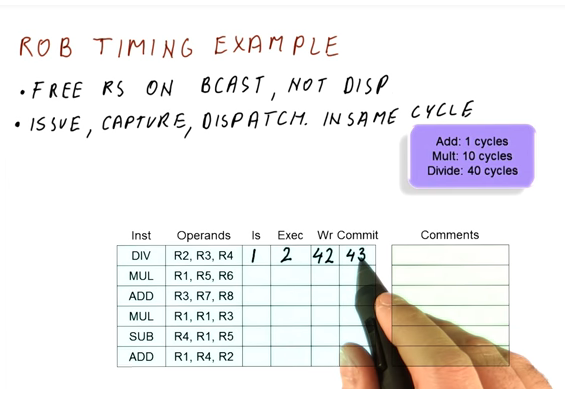 ROB TIMING EXAMPLE
• FREE RS ON BCAST, NOT DISP
• ISSUE, CAPTURE, DISPATCH. IN SAME CYCLE
Add: 1 cycles
Mult: 10 cycles
Divide: 40 cycles
Inst Operands Is Exec Wr Commit Comments
DIV R2, R3, R4 1 2 42 43
MUL R1, R5, R6
ADD R3, R7, R8
MUL R1, R1, R3
SUB R4, R1, R5
ADD R1, R4, R2